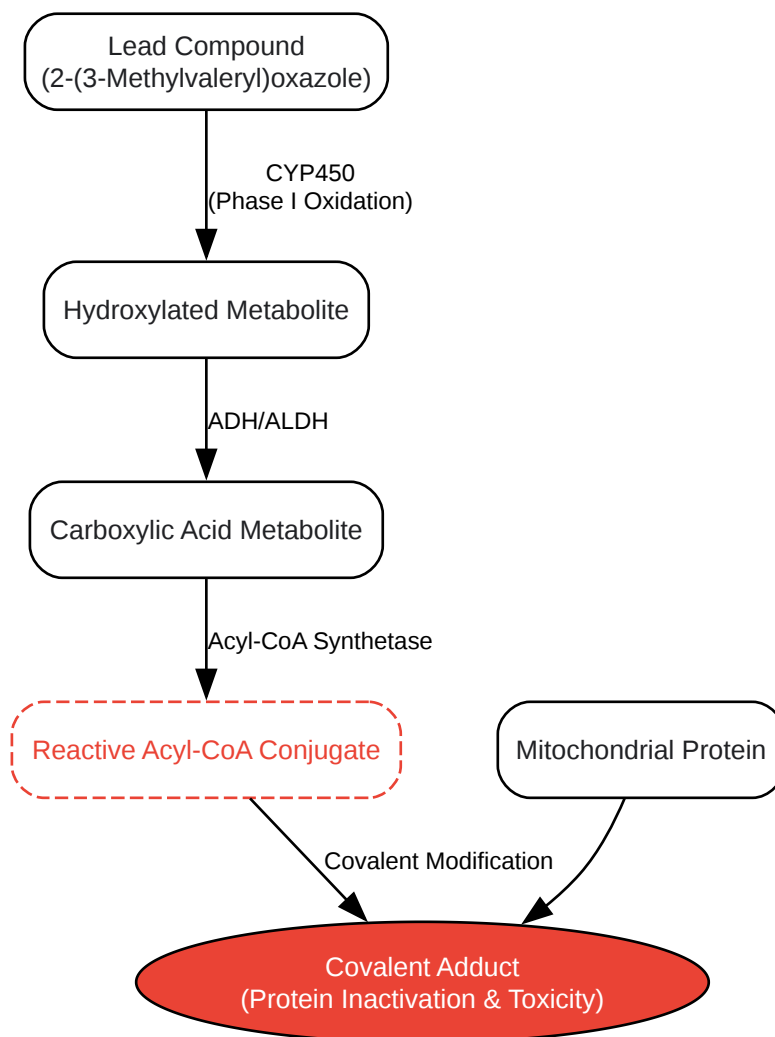 Lead Compound
(2-(3-Methylvaleryl)oxazole)
CYP450
(Phase I Oxidation)
Hydroxylated Metabolite
ADH/ALDH
Carboxylic Acid Metabolite
Acyl-CoA Synthetase
Reactive Acyl-CoA Conjugate
Mitochondrial Protein
Covalent Modification
Covalent Adduct
(Protein Inactivation & Toxicity)